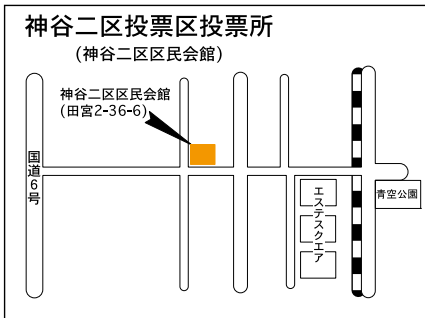 神谷二区投票区投票所
(神谷二区区民会館)
神谷二区区民会館
(田宮2-36-6)
国道6号
エステスクエア
青空公園